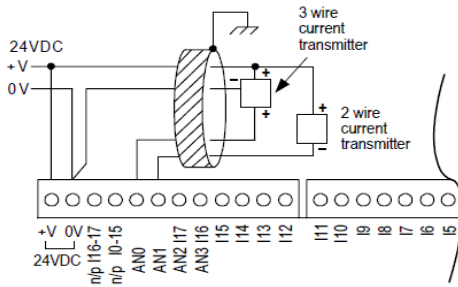 3 wire
current
transmitter
24VDC
+V
0V
+
−
+
+
−
2 wire
current
transmitter
+V
0V
n/p I16-17
n/p I0-15
AN0
AN1
AN2 I17
AN3 I16
I15
I14
I13
I12
I11
I10
I9
I8
I7
I6
I5
24VDC